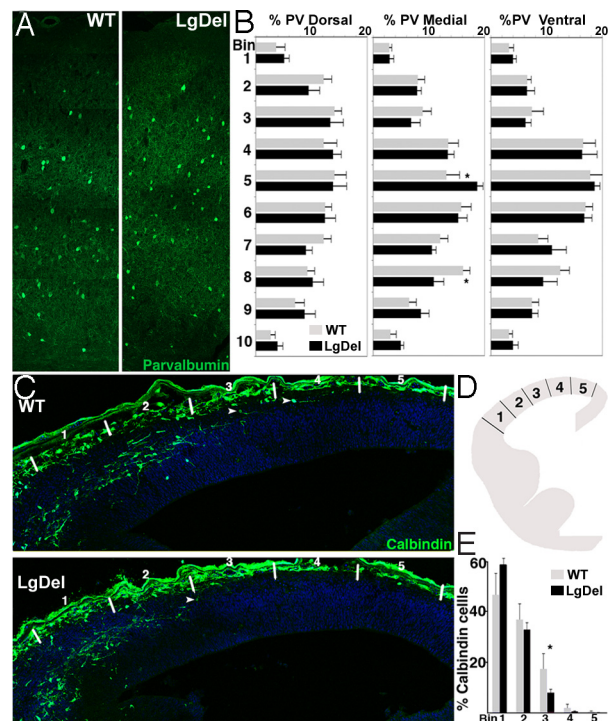 A WT LgDel
Parvalbumin
B % PV Dorsal % PV Medial %PV Ventral
Bin 10 20 10 20 10 20
1
2
3
4
5 *
6
7
8 *
9
10
WT
LgDel
C
WT
1 2 3 4 5
Calbindin
LgDel
1 2 3 4 5
D
1 2 3 4 5
E
% Calbindin cellls
60
40
20
WT
LgDel
*
Bin 1 2 3 4 5